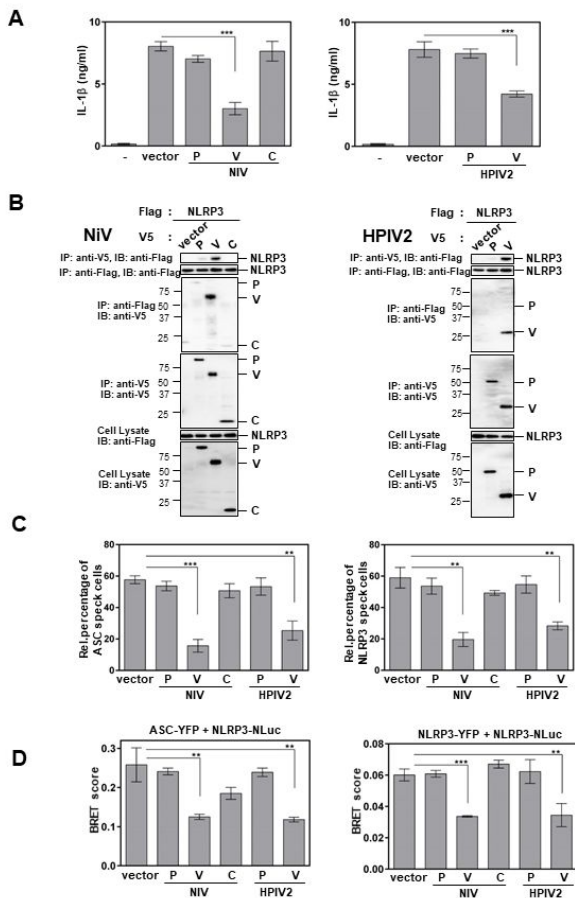 A
IL-1β (ng/ml)
10
5
0
***
- vector P V C
NIV
IL-1β (ng/ml)
10
5
0
***
- vector P V
HPIV2
B
Flag : NLRP3
NiV V5 : vector P V C
IP: anti-V5, IB: anti-Flag NLRP3
IP: anti-Flag, IB: anti-Flag NLRP3
IP: anti-Flag
IB: anti-V5
75
50
37
25
P
V
C
IP: anti-V5
IB: anti-V5
75
50
37
25
P
V
C
Cell Lysate
IB: anti-Flag
NLRP3
Cell Lysate
IB: anti-V5
75
50
37
25
P
V
C
Flag : NLRP3
HPIV2 V5 : vector P V
IP: anti-V5, IB: anti-Flag NLRP3
IP: anti-Flag, IB: anti-Flag NLRP3
IP: anti-Flag
IB: anti-V5
75
50
37
25
P
V
IP: anti-V5
IB: anti-V5
75
50
37
25
P
V
Cell Lysate
IB: anti-Flag
NLRP3
Cell Lysate
IB: anti-V5
75
50
37
25
P
V
C
Rel.percentage of
ASC speck cells
80
60
40
20
0
***
**
vector P V C P V
NIV HPIV2
Rel.percentage of
NLRP3 speck cells
80
60
40
20
0
**
**
vector P V C P V
NIV HPIV2
D
ASC-YFP + NLRP3-NLuc
BRET score
0.3
0.2
0.1
0.0
**
**
vector P V C P V
NIV HPIV2
NLRP3-YFP + NLRP3-NLuc
BRET score
0.08
0.06
0.04
0.02
0.00
***
**
vector P V C P V
NIV HPIV2